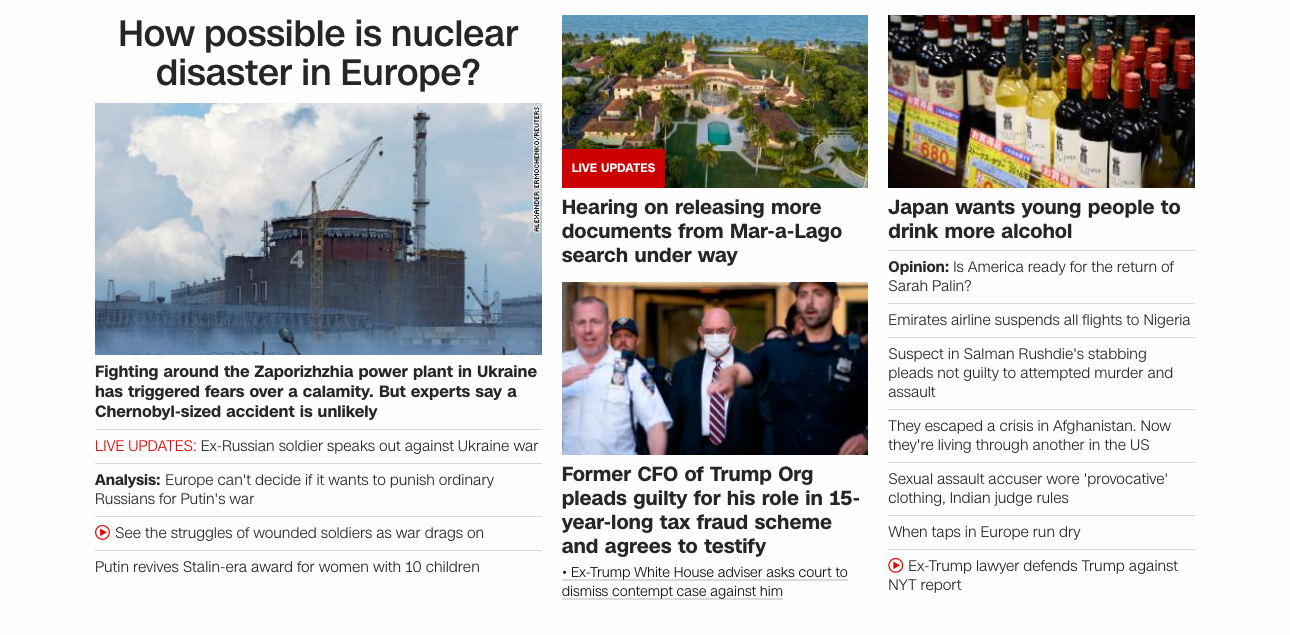 How possible is nuclear
disaster in Europe?
ALEXANDER ERMOCHENKO/REUTERS
4
Fighting around the Zaporizhzhia power plant in Ukraine
has triggered fears over a calamity. But experts say a
Chernobyl-sized accident is unlikely
LIVE UPDATES: Ex-Russian soldier speaks out against Ukraine war
Analysis: Europe can't decide if it wants to punish ordinary
Russians for Putin's war
See the struggles of wounded soldiers as war drags on
Putin revives Stalin-era award for women with 10 children
LIVE UPDATES
Hearing on releasing more
documents from Mar-a-Lago
search under way
Former CFO of Trump Org
pleads guilty for his role in 15-
year-long tax fraud scheme
and agrees to testify
• Ex-Trump White House adviser asks court to
dismiss contempt case against him
680
Japan wants young people to
drink more alcohol
Opinion: Is America ready for the return of
Sarah Palin?
Emirates airline suspends all flights to Nigeria
Suspect in Salman Rushdie's stabbing
pleads not guilty to attempted murder and
assault
They escaped a crisis in Afghanistan. Now
they're living through another in the US
Sexual assault accuser wore 'provocative'
clothing, Indian judge rules
When taps in Europe run dry
Ex-Trump lawyer defends Trump against
NYT report